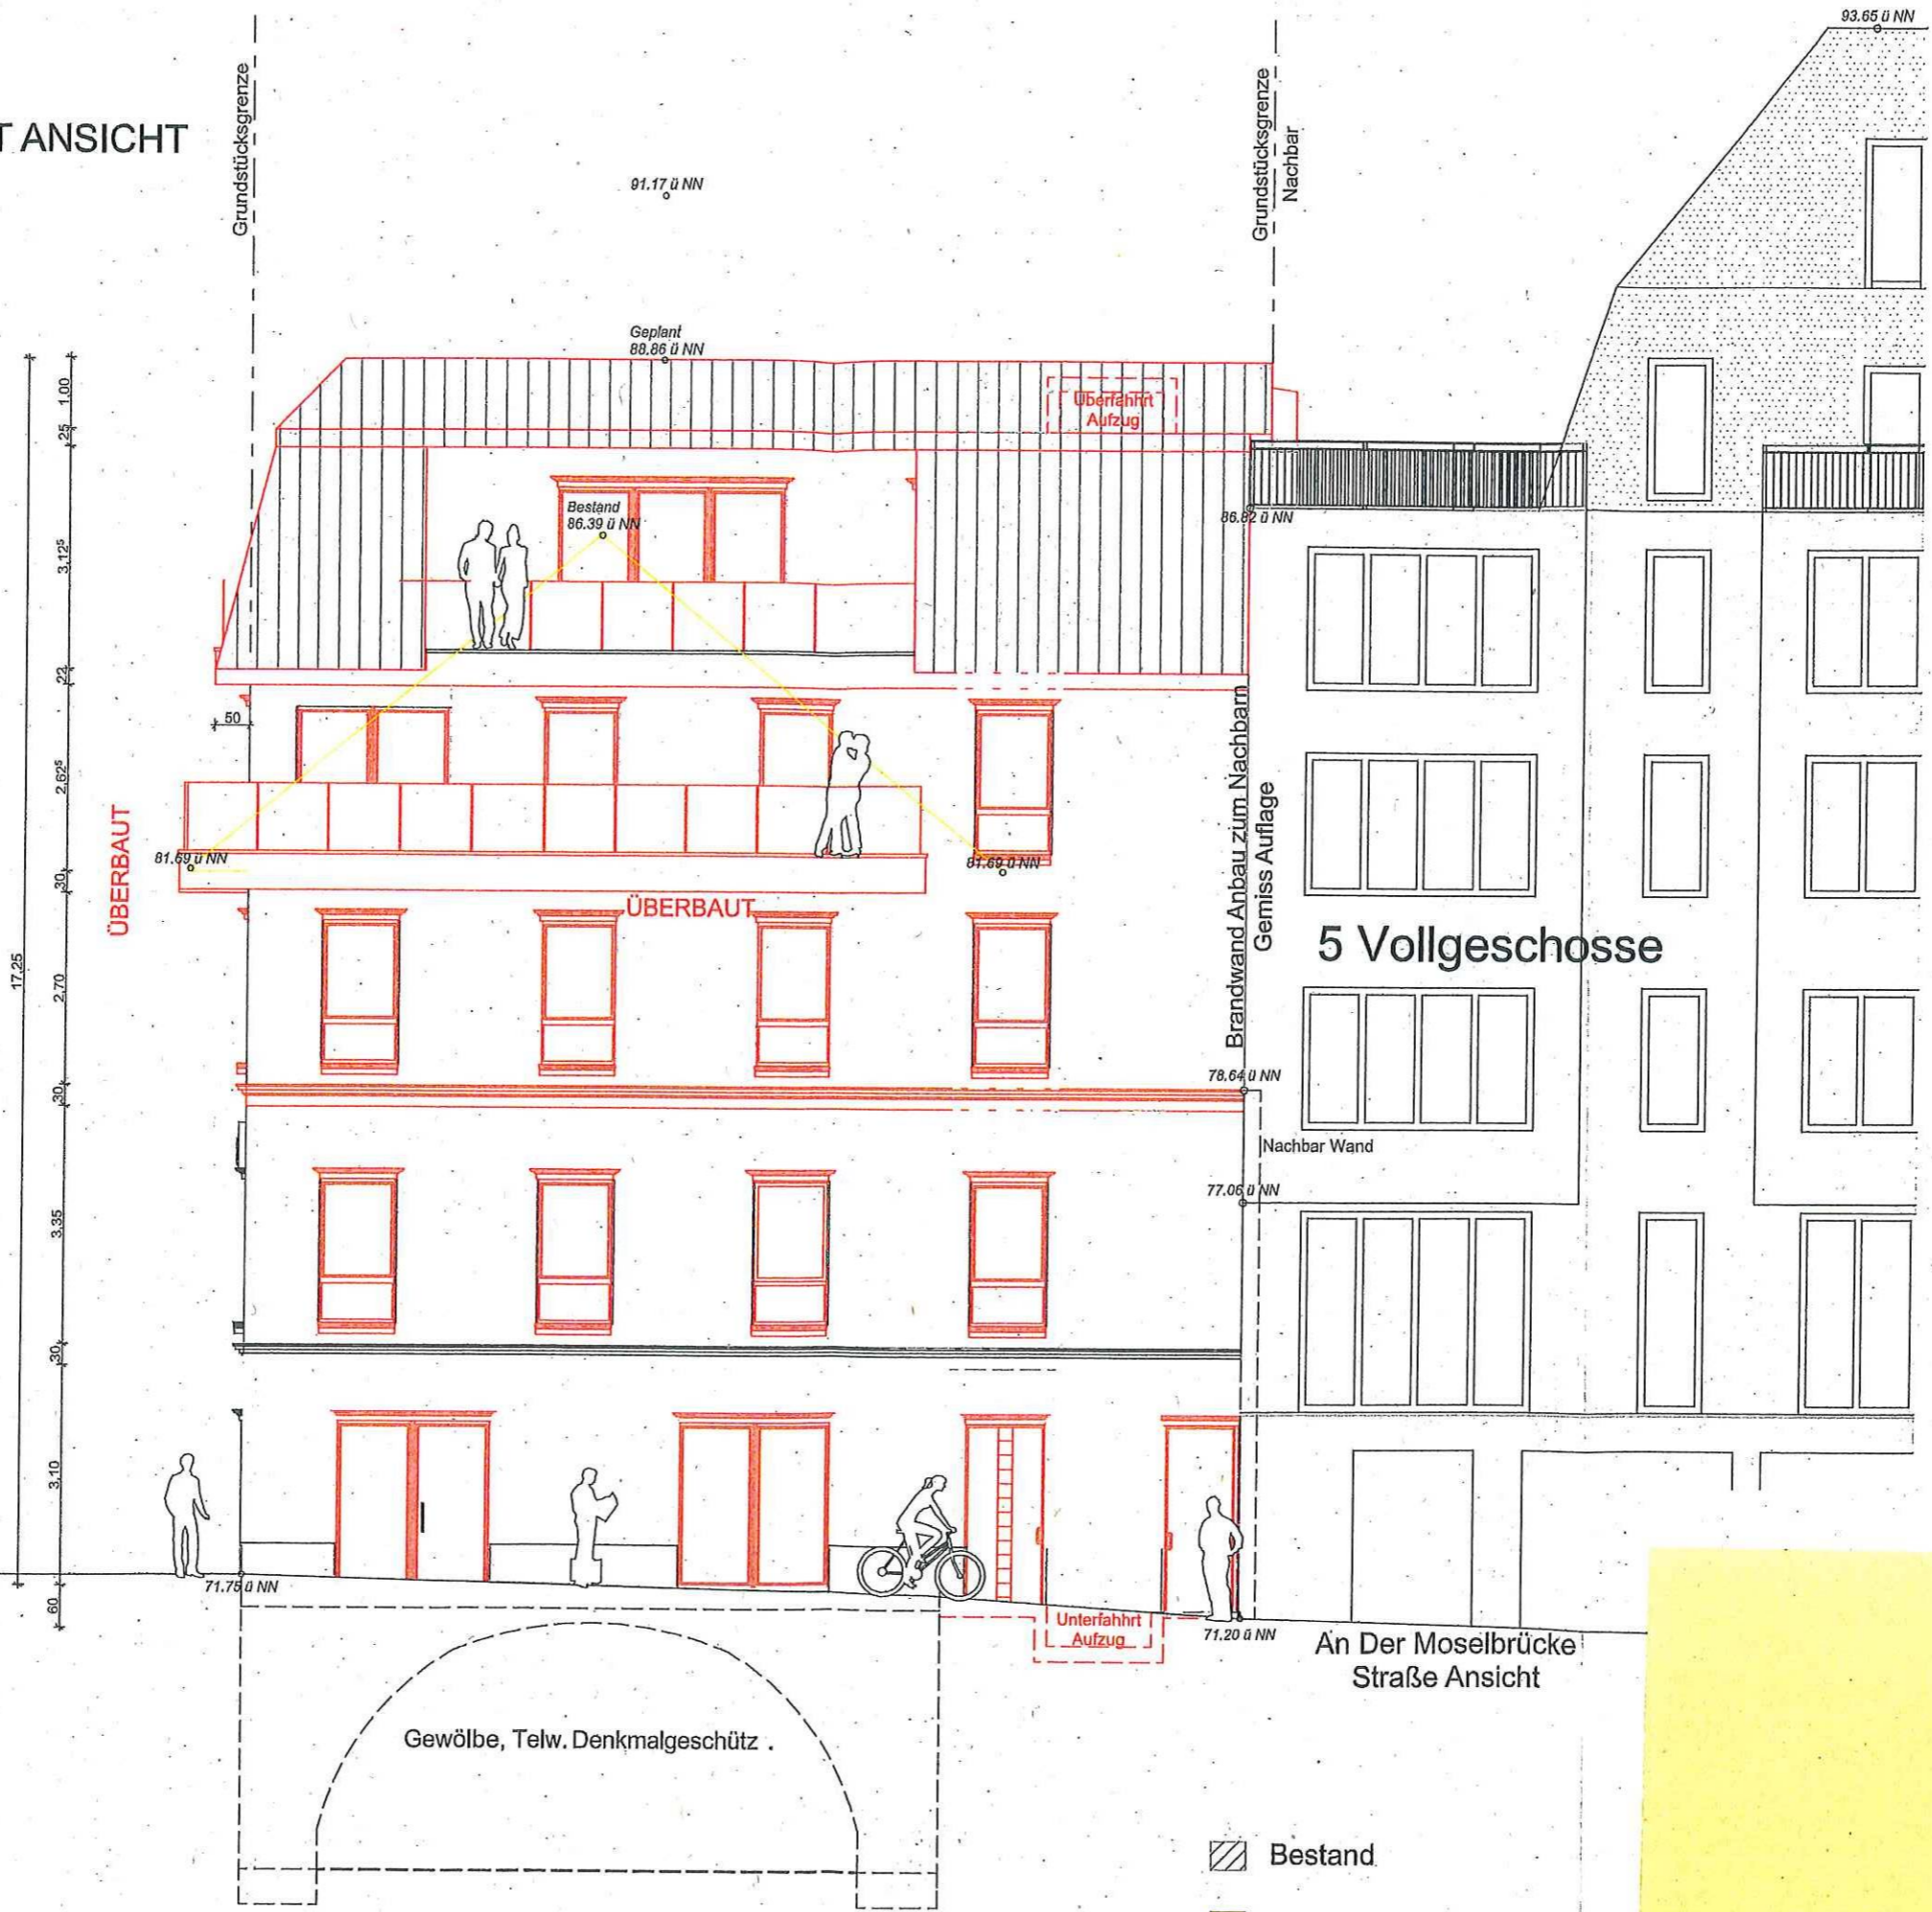 93.65 ü NN
T ANSICHT
Grundstücksgrenze
Grundstücksgrenze
Nachbar
91.17 ü NN
Geplant
88.86 ü NN
Überfahhrt
Aufzug
1,00
25
Bestand
86.39 ü NN
86.82 ü NN
3,125
22
50
2,625
ÜBERBAUT
81.69 ü NN
81.69 ü NN
30
ÜBERBAUT
Brandwand Anbau zum Nachbarn
Gemiss Auflage
5 Vollgeschosse
17,25
2,70
78.64 ü NN
30
Nachbar Wand
77.06 ü NN
3,35
30
3,10
71.75 ü NN
60
Unterfahhrt
Aufzug
71.20 ü NN
An Der Moselbrücke
Straße Ansicht
Gewölbe, Telw. Denkmalgeschütz .
Bestand